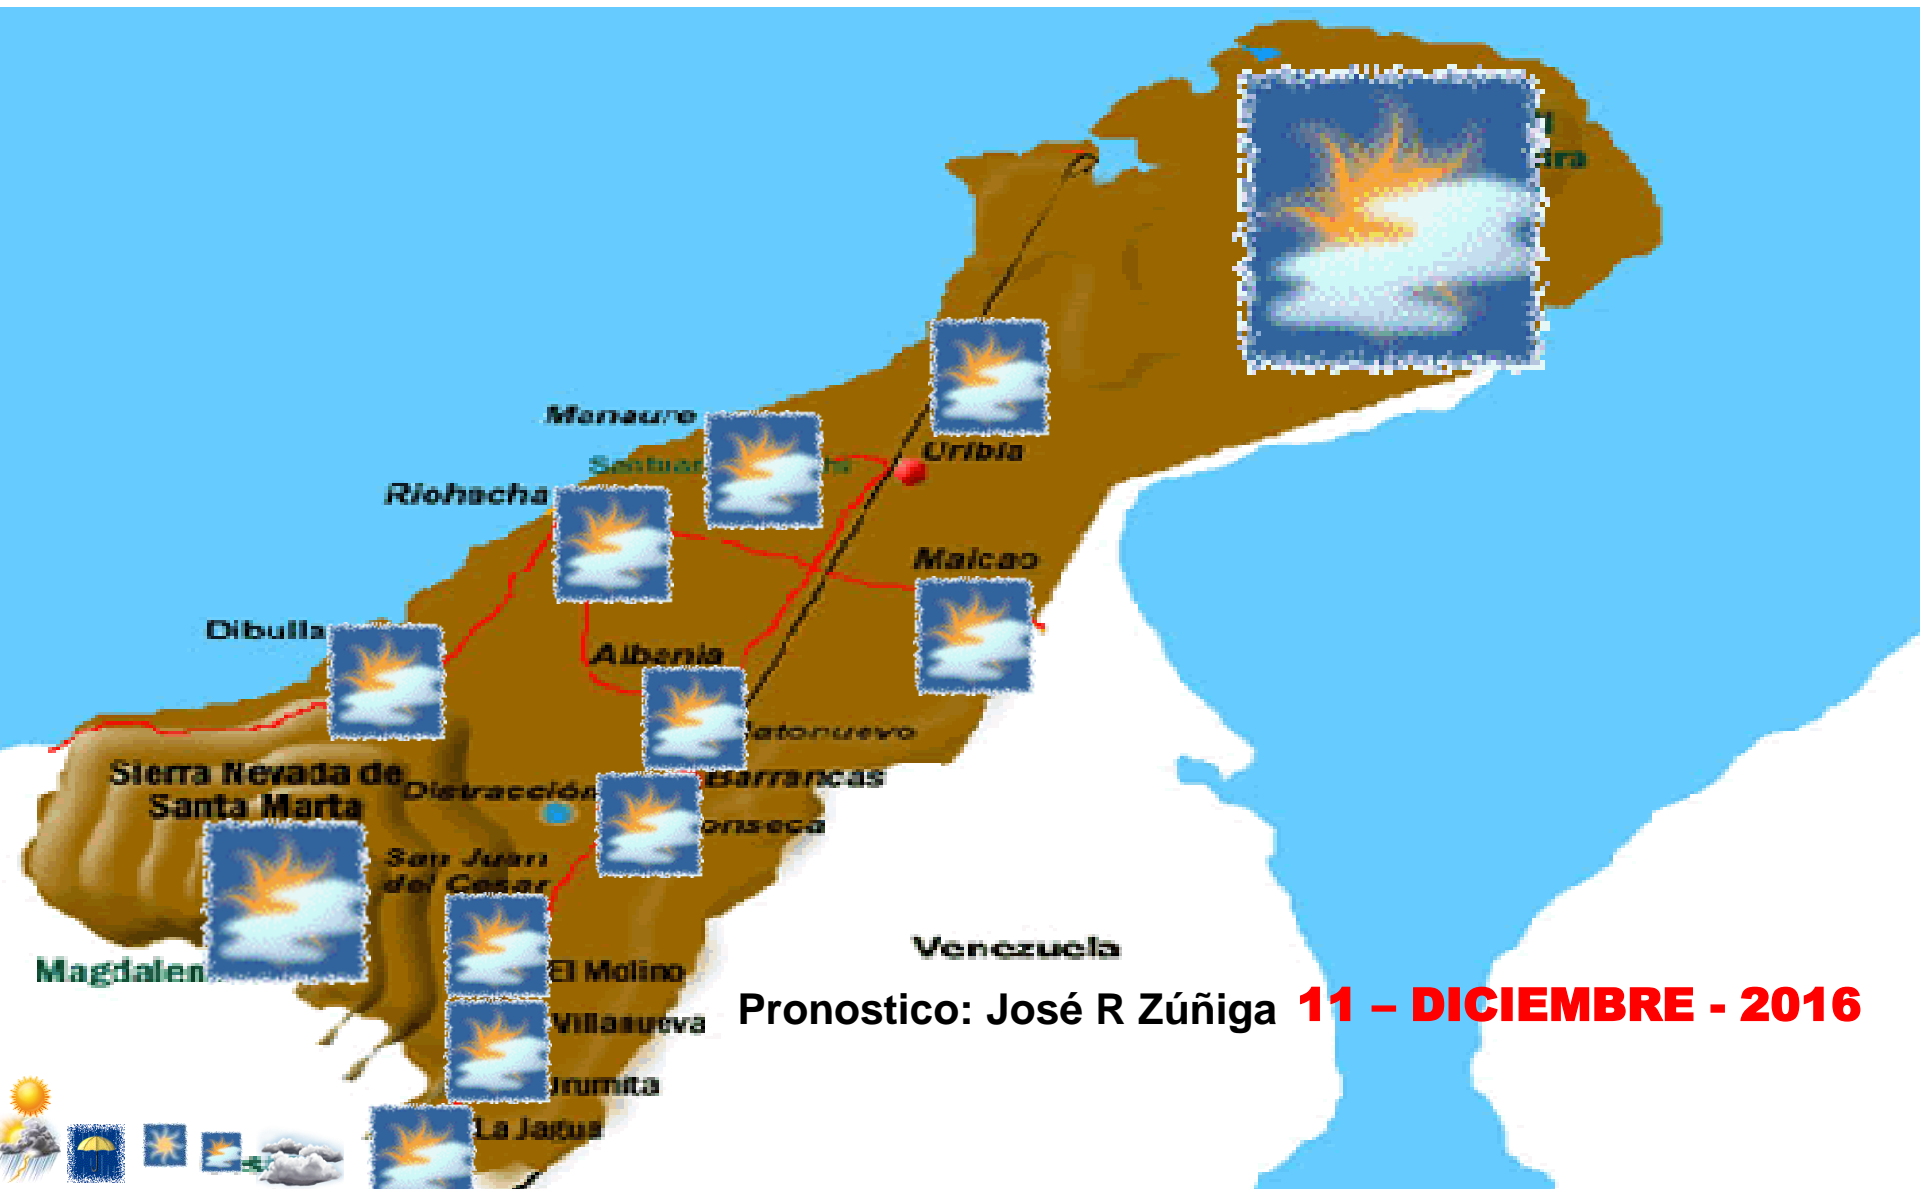 Manaure
Riohacha
Uribia
Maicao
Dibulla
Albania
Barrancas
Sierra Nevada de
Santa Marta
Distracción
San Juan
del Cesar
El Molino
Venezuela
Pronostico: José R Zúñiga 11 – DICIEMBRE - 2016
Villanueva
La Jagua